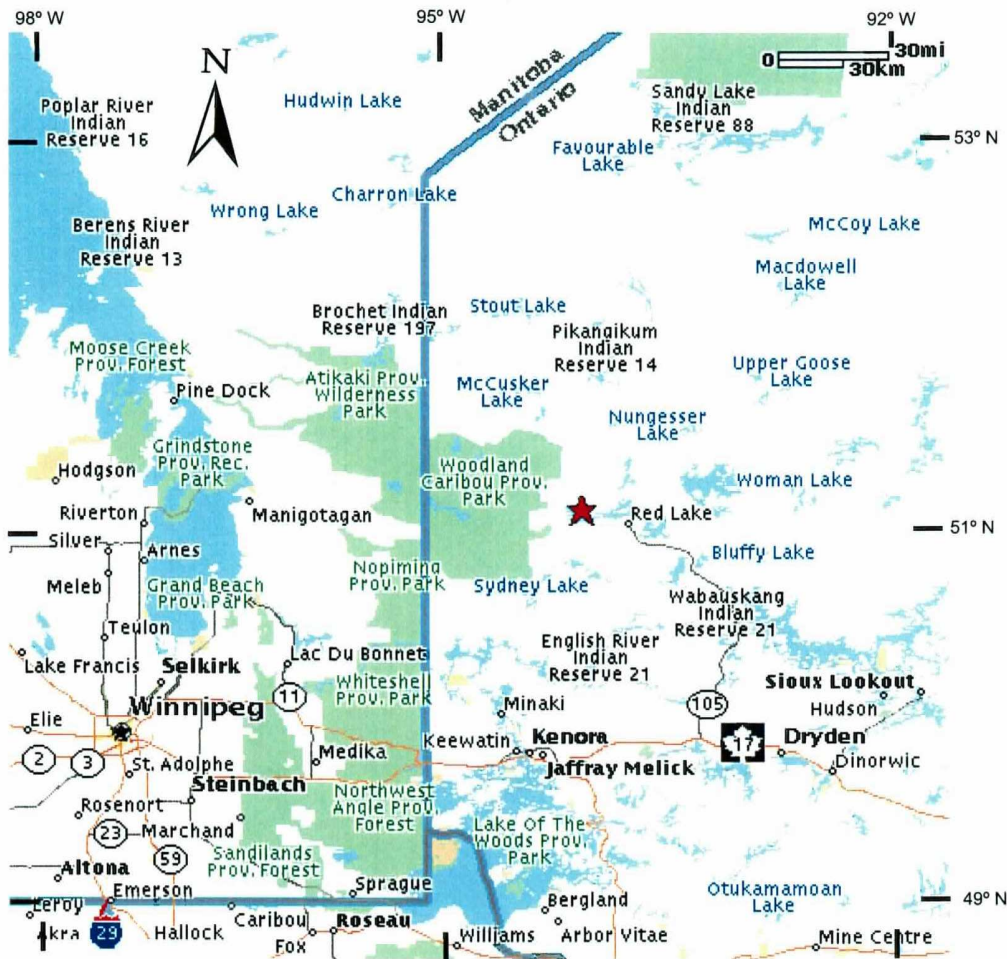 98° W
95° W
92° W
N
0
30mi
30km
Manitoba
Ontario
Hudwin Lake
Poplar River
Indian
Reserve 16
Sandy Lake
Indian
Reserve 88
53° N
Favourable
Lake
Charron Lake
Wrong Lake
Berens River
Indian
Reserve 13
McCoy Lake
Macdowell
Lake
Stout Lake
Brochet Indian
Reserve 197
Pikangikum
Indian
Reserve 14
Moose Creek
Prov. Forest
Upper Goose
Lake
Atikaki Prov.
Wilderness
Park
McCusker
Lake
Pine Dock
Nungesser
Lake
Grindstone
Prov. Rec.
Park
Hodgson
Woodland
Caribou Prov.
Park
Woman Lake
Riverton
Manigotagan
Red Lake
51° N
Silver
Arnes
Bluffy Lake
Meleb
Grand Beach
Prov. Park
Nopiming
Prov. Park
Sydney Lake
Wabauskang
Indian
Reserve 21
Teulon
English River
Indian
Reserve 21
Lake Francis
Selkirk
Lac Du Bonnet
Whiteshell
Prov. Park
11
Sioux Lookout
Hudson
Minaki
105
Winnipeg
Elie
Keewatin
Kenora
17
Dryden
2
3
Medika
Jaffray Melick
Dinorwic
St. Adolphe
Steinbach
Northwest
Angle Prov.
Forest
Rosenort
23
Marchand
Lake Of The
Woods Prov.
Park
59
Sandilands
Prov. Forest
Altona
Sprague
Emerson
Otukamamoan
Lake
49° N
Leroy
Caribou
Roseau
Bergland
Akra
29
Hallock
Fox
Williams
Arbor Vitae
Mine Centre